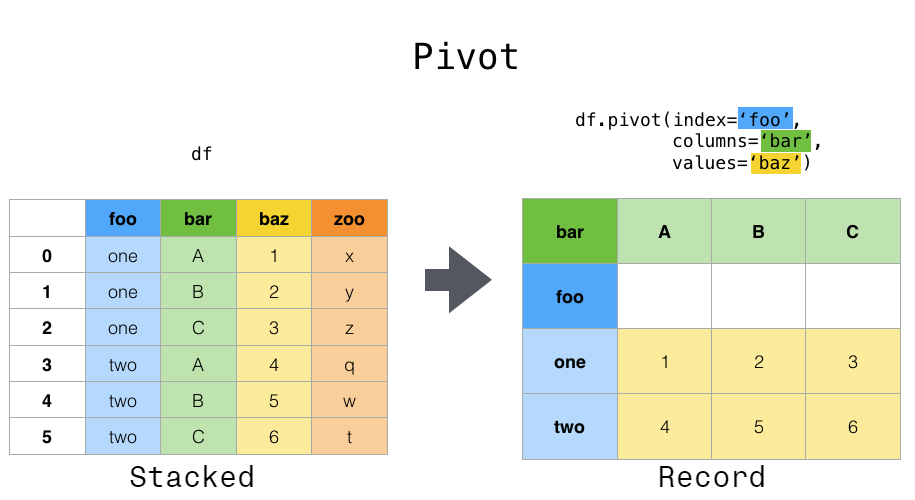 Pivot
df
foo bar baz zoo
0 one A 1 x
1 one B 2 y
2 one C 3 z
3 two A 4 q
4 two B 5 w
5 two C 6 t
Stacked
df.pivot(index=‘foo’,
columns=‘bar’,
values=‘baz’)
bar A B C
foo
one 1 2 3
two 4 5 6
Record